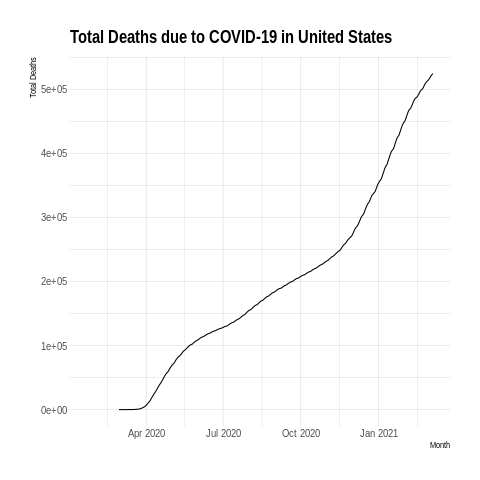 Total Deaths due to COVID-19 in United States
Total Deaths
5e+05
4e+05
3e+05
2e+05
1e+05
0e+00
Apr 2020 Jul 2020 Oct 2020 Jan 2021
Month